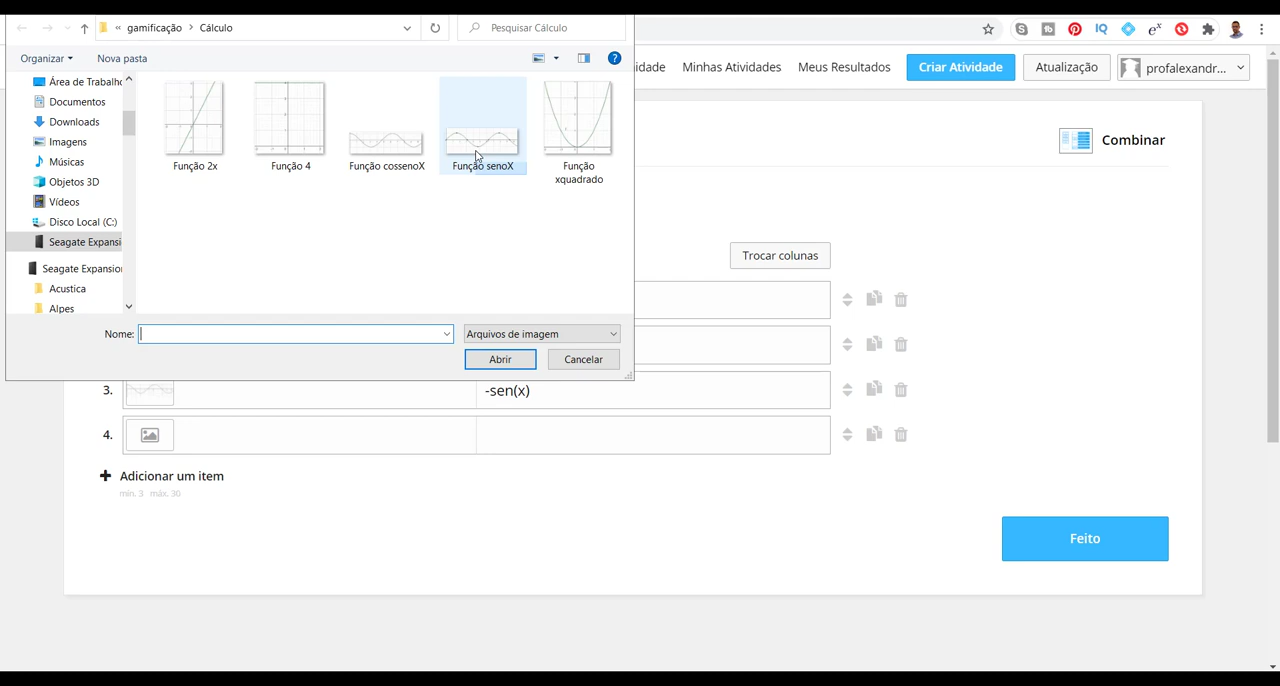 « gamificação > Cálculo
Pesquisar Cálculo
Organizar
Nova pasta
Área de Trabalho
Documentos
Downloads
Imagens
Músicas
Objetos 3D
Vídeos
Disco Local (C:)
Seagate Expansi
Seagate Expansion
Acustica
Alpes
Função 2x
Função 4
Função cossenoX
Função senoX
Função
xquadrado
Nome:
Arquivos de imagem
Abrir
Cancelar
idade
Minhas Atividades
Meus Resultados
Criar Atividade
Atualização
profalexandr...
Combinar
Trocar colunas
3.
-sen(x)
4.
+ Adicionar um item
mín. 3 máx. 30
Feito